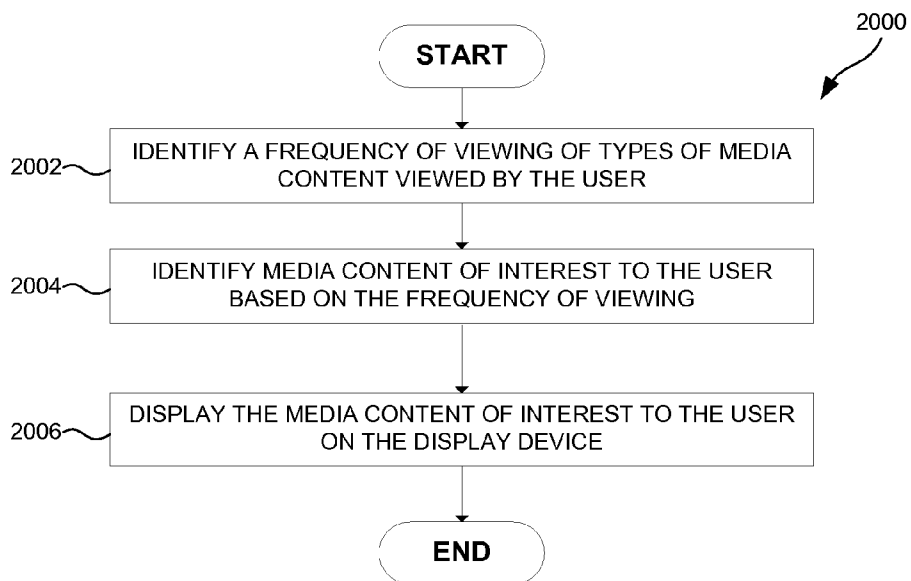 2000
START
2002
IDENTIFY A FREQUENCY OF VIEWING OF TYPES OF MEDIA
CONTENT VIEWED BY THE USER
2004
IDENTIFY MEDIA CONTENT OF INTEREST TO THE USER
BASED ON THE FREQUENCY OF VIEWING
2006
DISPLAY THE MEDIA CONTENT OF INTEREST TO THE USER
ON THE DISPLAY DEVICE
END